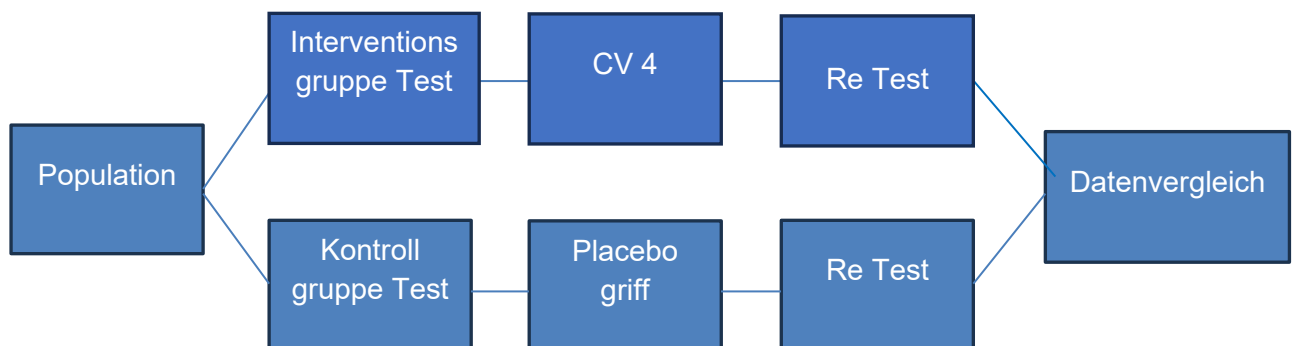 Population
Interventions
gruppe Test
CV 4
Re Test
Kontroll
gruppe Test
Placebo
griff
Re Test
Datenvergleich